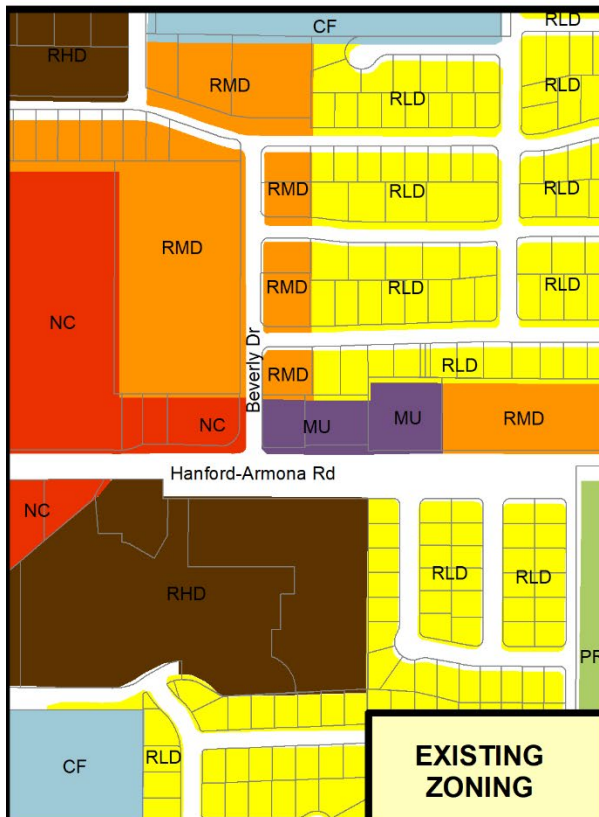 CF
RLD
RHD
RMD
RLD
RLD
RMD
RLD
RLD
RMD
NC
RMD
RLD
RLD
Beverly Dr
RMD
RLD
NC
MU
MU
RMD
Hanford-Armona Rd
NC
RHD
RLD
RLD
PR
CF
RLD
EXISTING
ZONING